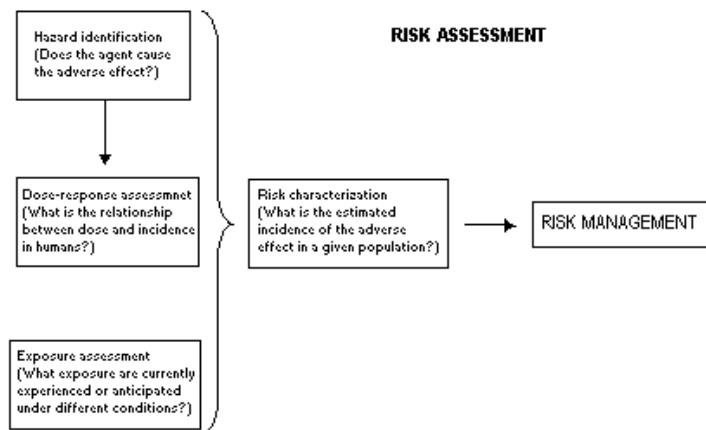 Hazard identification
(Does the agent cause
the adverse effect?)
RISK ASSESSMENT
Dose-response assessmnet
(What is the relationship
between dose and incidence
in humans?)
Risk characterization
(What is the estimated
incidence of the adverse
effect in a given population?)
RISK MANAGEMENT
Exposure assessment
(What exposure are currently
experienced or anticipated
under different conditions?)